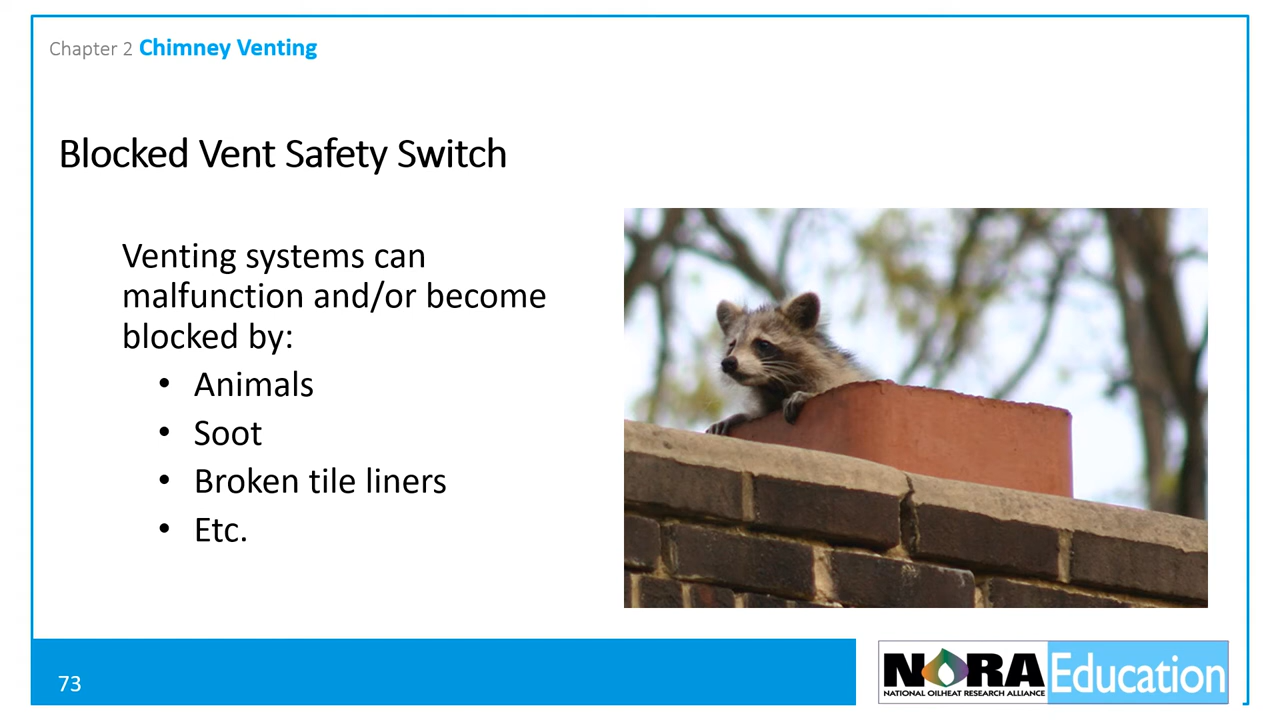 Chapter 2 Chimney Venting
Blocked Vent Safety Switch
Venting systems can
malfunction and/or become
blocked by:
• Animals
• Soot
• Broken tile liners
• Etc.
73
NORA Education
NATIONAL OILHEAT RESEARCH ALLIANCE